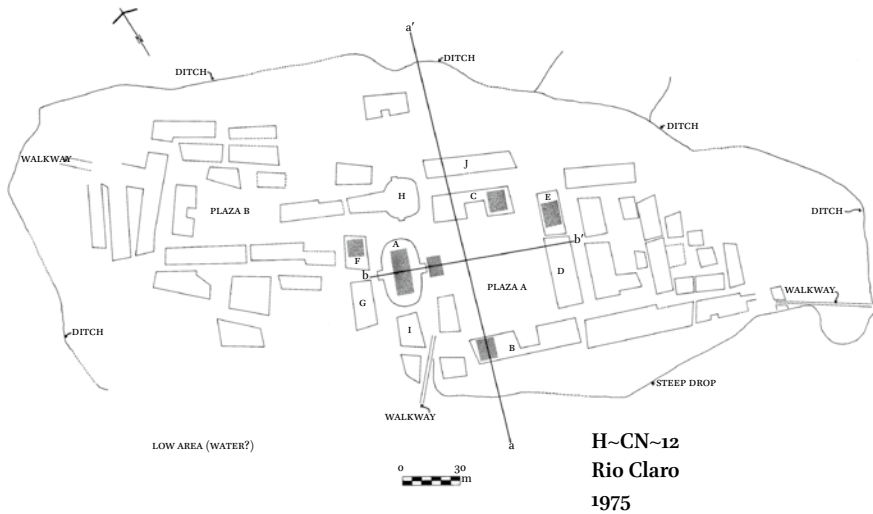 a′
DITCH
DITCH
DITCH
WALKWAY
J
H
C
E
PLAZA B
DITCH
A
b′
F
b
D
PLAZA A
G
WALKWAY
I
DITCH
B
STEEP DROP
WALKWAY
LOW AREA (WATER?)
a
H~CN~12
0 30
m
Rio Claro
1975